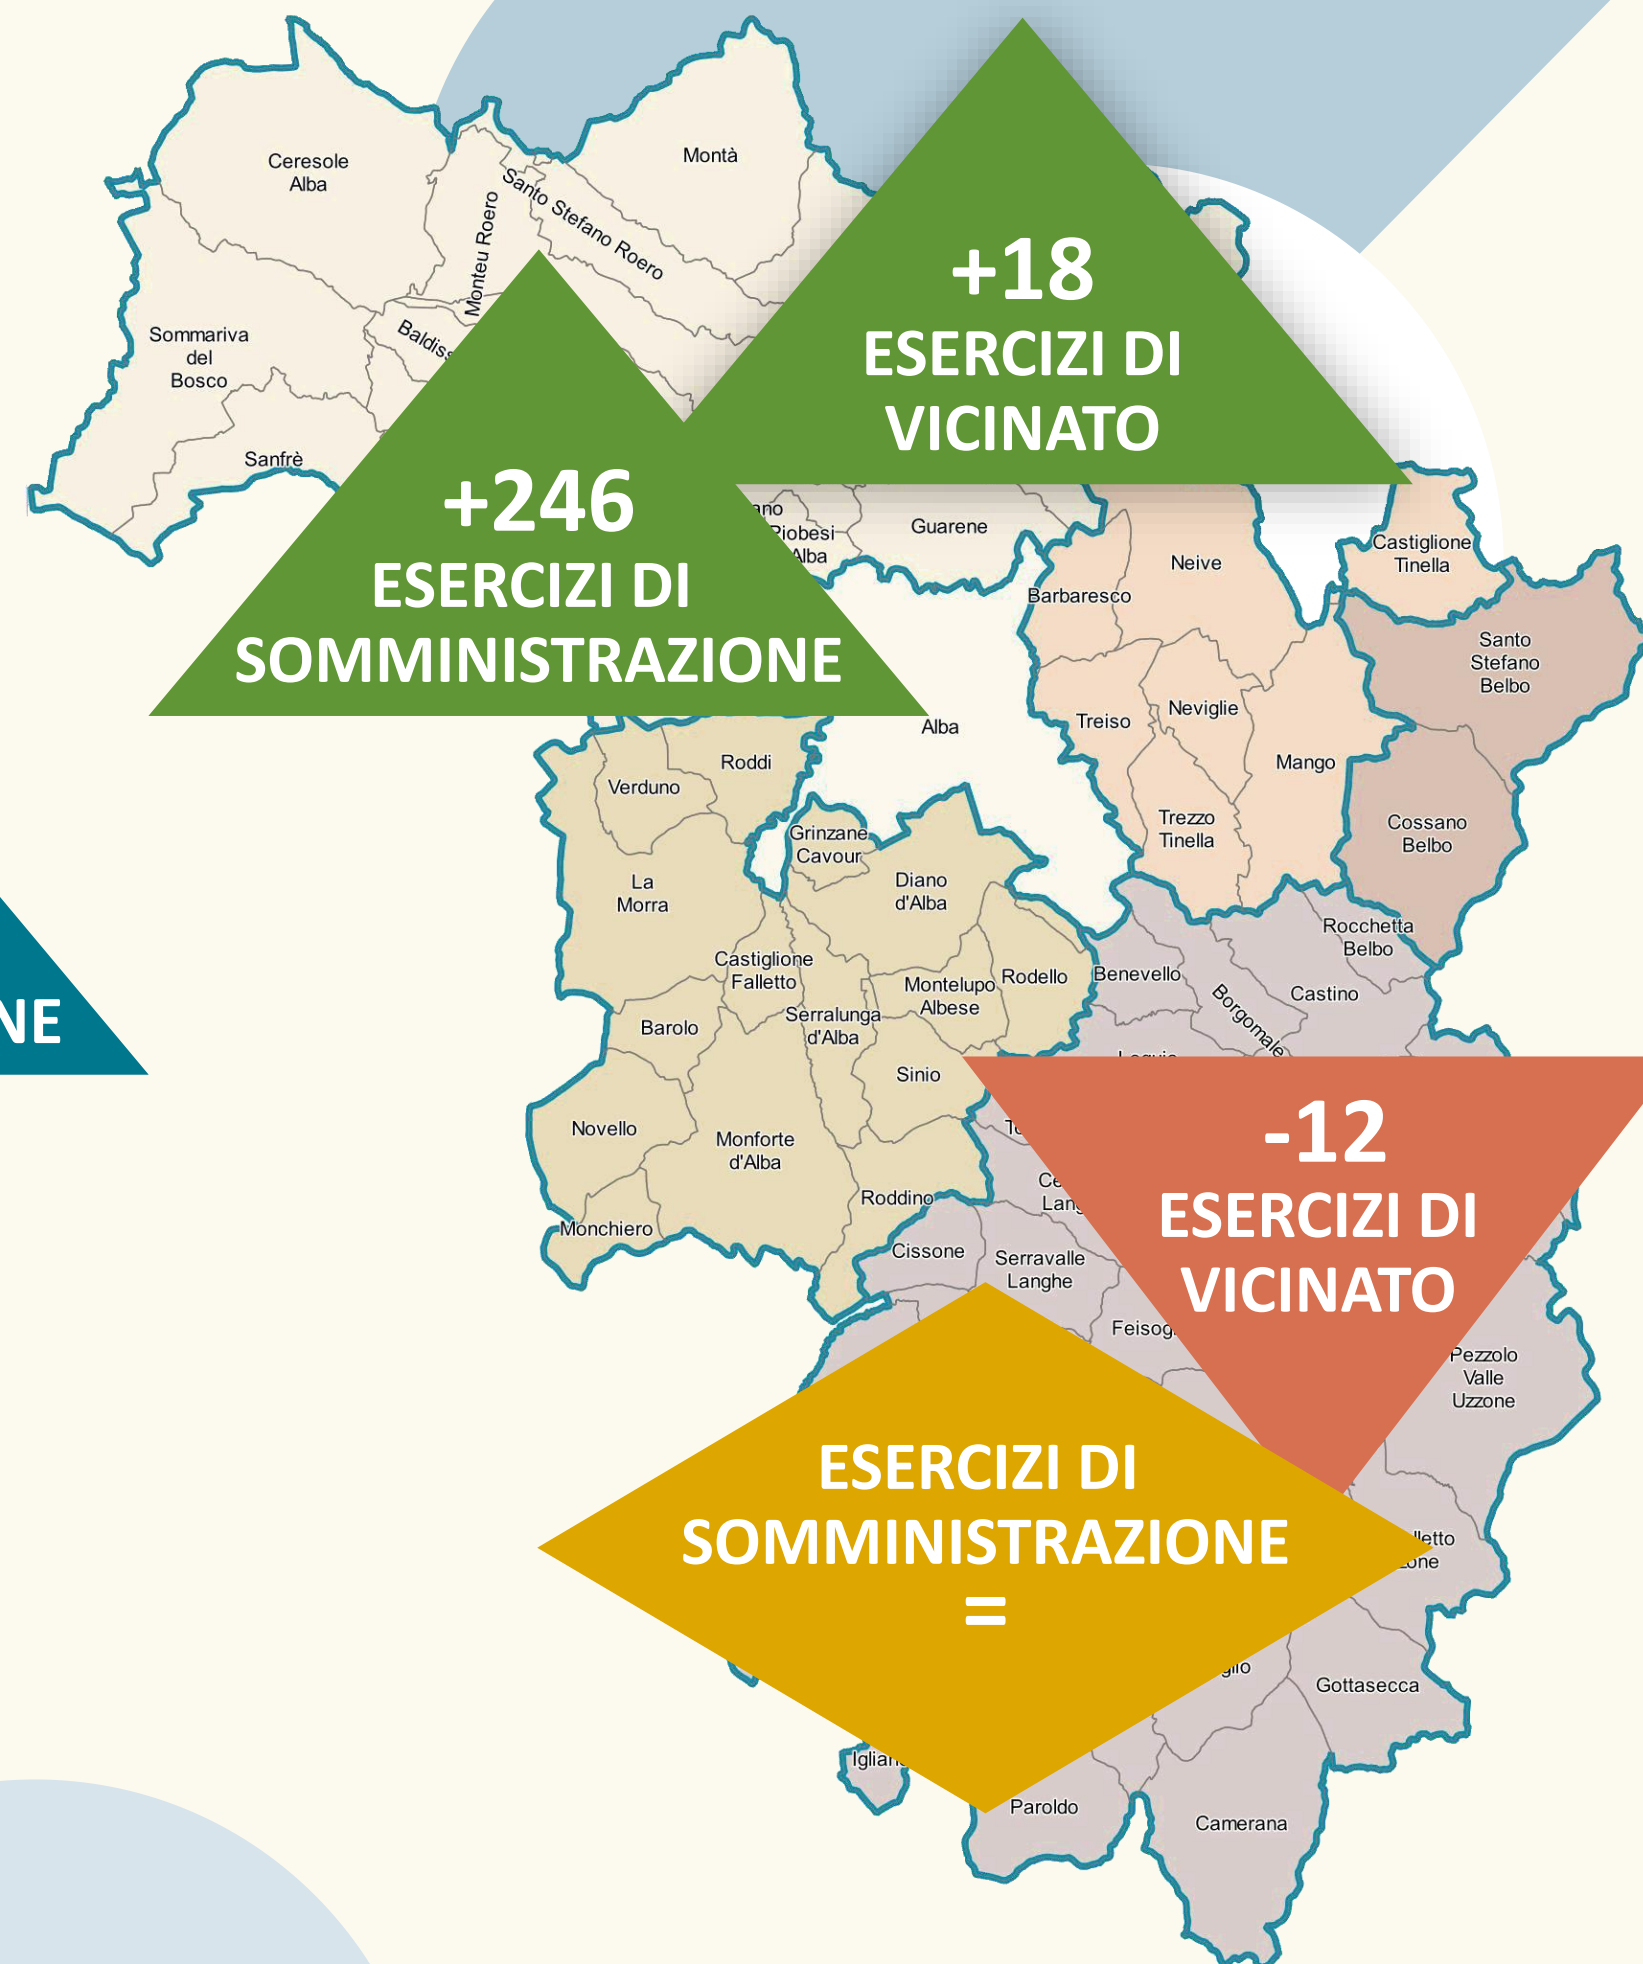 Ceresole
Alba
Montà
Santo Stefano Roero
Monteu Roero
Sommariva
del
Bosco
Sanfrè
+18
ESERCIZI DI
VICINATO
+246
ESERCIZI DI
SOMMINISTRAZIONE
Guarene
Alba
Neive
Castiglione
Tinella
Barbaresco
Santo
Stefano
Belbo
Treiso
Neviglie
Mango
Alba
Roddi
Verduno
Trezzo
Tinella
Cossano
Belbo
Grinzane
Cavour
La
Morra
Diano
d'Alba
Rocchetta
Belbo
Castiglione
Falletto
Montelupo
Albese
Rodello
Benevello
Borgomale
Castino
NE
Barolo
Serralunga
d'Alba
Sinio
Novello
Monforte
d'Alba
Roddino
Monchiero
-12
ESERCIZI DI
VICINATO
Cissone
Serravalle
Langhe
Pezzolo
Valle
Uzzone
ESERCIZI DI
SOMMINISTRAZIONE
=
Gottasecca
Paroldo
Camerana